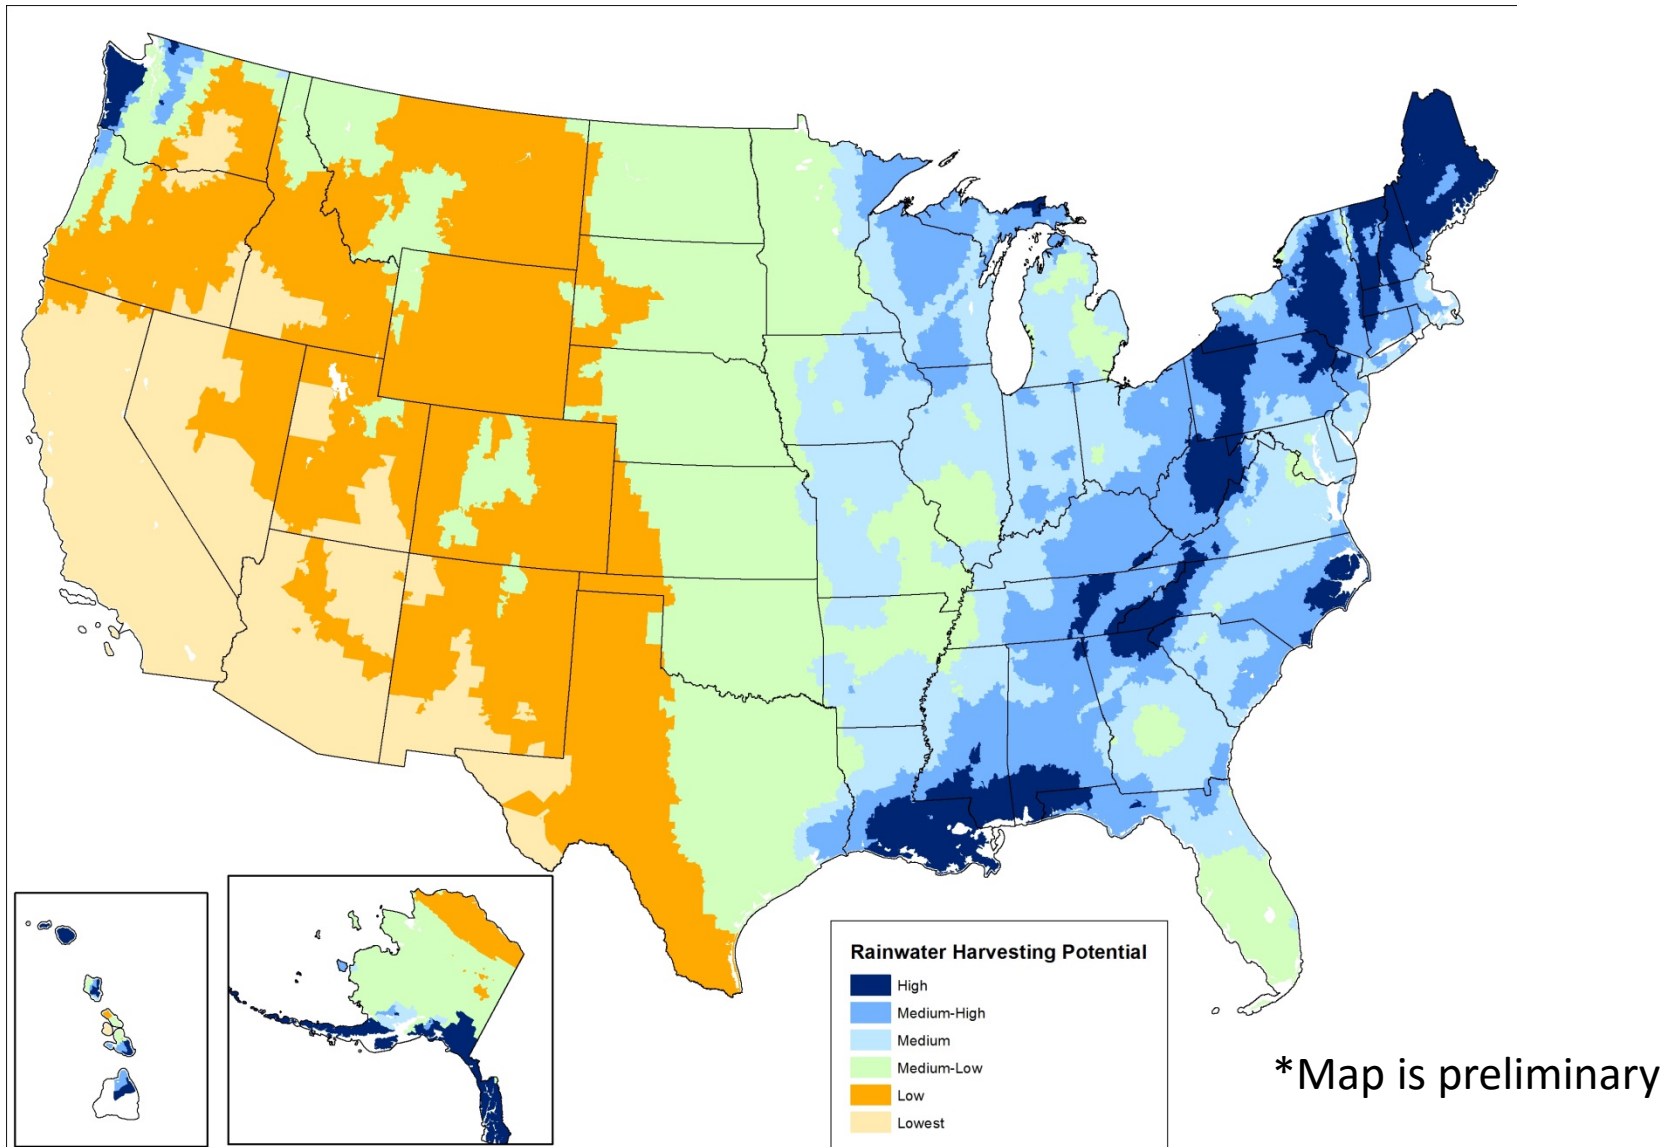 Rainwater Harvesting Potential
High
Medium-High
Medium
Medium-Low
Low
Lowest
*Map is preliminary